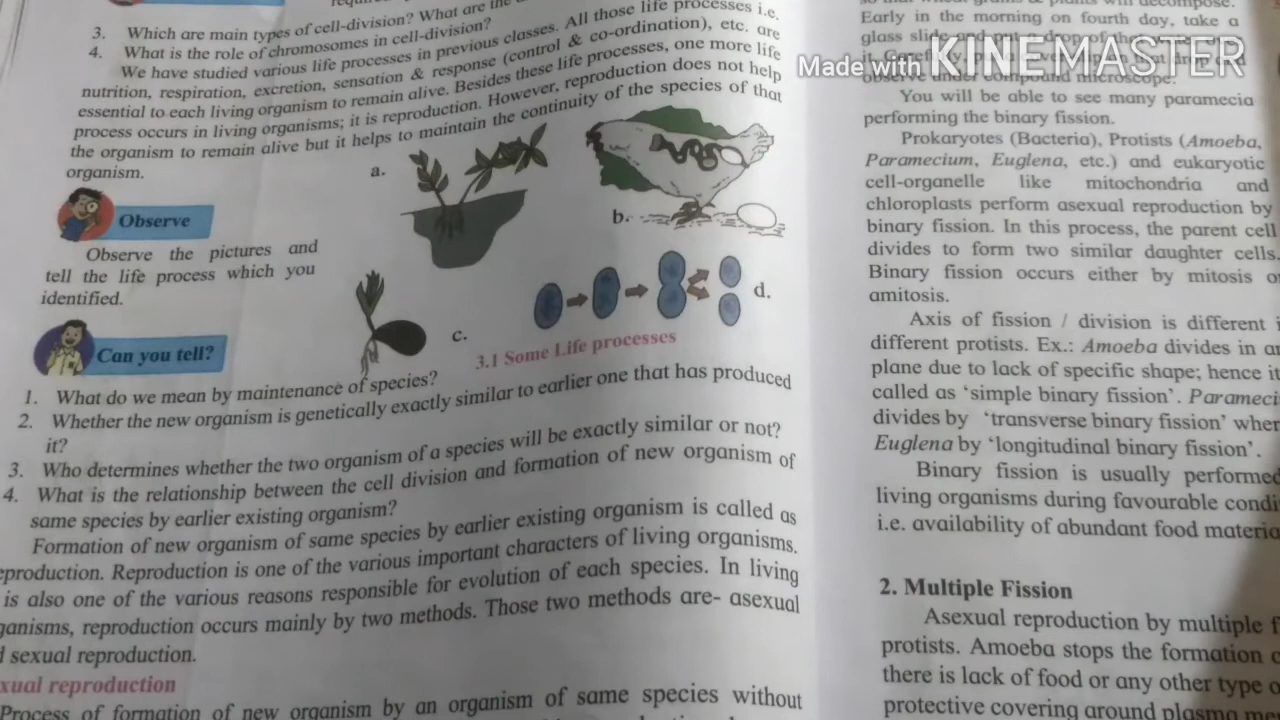 3. Which are main types of cell-division? What are the
4. What is the role of chromosomes in cell-division?
We have studied various life processes in previous classes. All those life processes i.e.
nutrition, respiration, excretion, sensation & response (control & co-ordination), etc. are
essential to each living organism to remain alive. Besides these life processes, one more life
process occurs in living organisms; it is reproduction. However, reproduction does not help
the organism to remain alive but it helps to maintain the continuity of the species of that
organism.
a.
b.
Observe
Observe the pictures and
tell the life process which you
identified.
c.
d.
3.1 Some Life processes
Can you tell?
1. What do we mean by maintenance of species?
2. Whether the new organism is genetically exactly similar to earlier one that has produced
it?
3. Who determines whether the two organism of a species will be exactly similar or not?
4. What is the relationship between the cell division and formation of new organism of
same species by earlier existing organism?
Formation of new organism of same species by earlier existing organism is called as
eproduction. Reproduction is one of the various important characters of living organisms.
is also one of the various reasons responsible for evolution of each species. In living
ganisms, reproduction occurs mainly by two methods. Those two methods are- asexual
d sexual reproduction.
xual reproduction
Process of formation of new organism by an organism of same species without
Early in the morning on fourth day, take a
glass slide
Made with KINEMASTER
under compound microscope.
You will be able to see many paramecia
performing the binary fission.
Prokaryotes (Bacteria), Protists (Amoeba,
Paramecium, Euglena, etc.) and eukaryotic
cell-organelle like mitochondria and
chloroplasts perform asexual reproduction by
binary fission. In this process, the parent cell
divides to form two similar daughter cells.
Binary fission occurs either by mitosis o
amitosis.
Axis of fission / division is different
different protists. Ex.: Amoeba divides in a
plane due to lack of specific shape; hence it
called as 'simple binary fission'. Parameci
divides by 'transverse binary fission' wher
Euglena by 'longitudinal binary fission'.
Binary fission is usually performed
living organisms during favourable condi
i.e. availability of abundant food materia
2. Multiple Fission
Asexual reproduction by multiple f
protists. Amoeba stops the formation
there is lack of food or any other type o
protective covering around plasma me